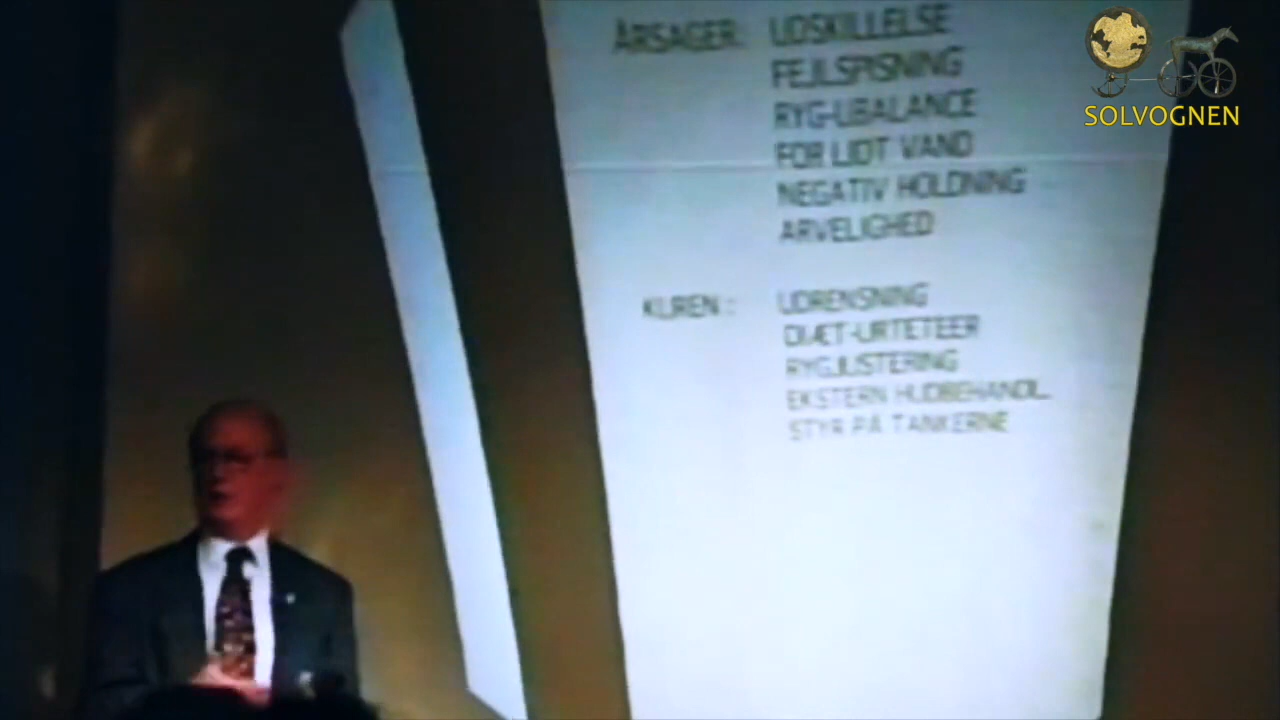 ÅRSAGER: UDSKILLELSE
FEJLSPISNING
RYG-UBALANCE
FOR LIDT VAND
NEGATIV HOLDNING
ARVELIGHED
KUREN: UDRENSNING
DIÆT-URTETEER
RYGJUSTERING
EKSTERN HUDBEHANDL.
STYR PÅ TANKERNE
SOLVOGNEN